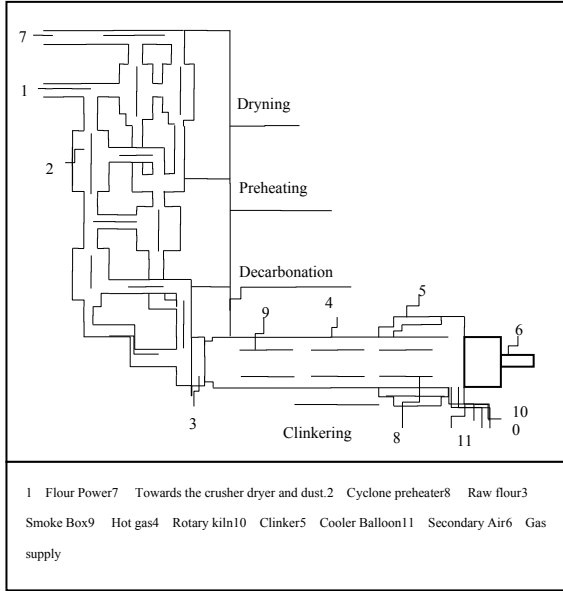 7
1
Dryning
2
Preheating
Decarbonation
9
4
5
6
3
Clinkering
8
11
10
0
1 Flour Power7 Towards the crusher dryer and dust.2 Cyclone preheater8 Raw flour3
Smoke Box9 Hot gas4 Rotary kiln10 Clinker5 Cooler Balloon11 Secondary Air6 Gas
supply